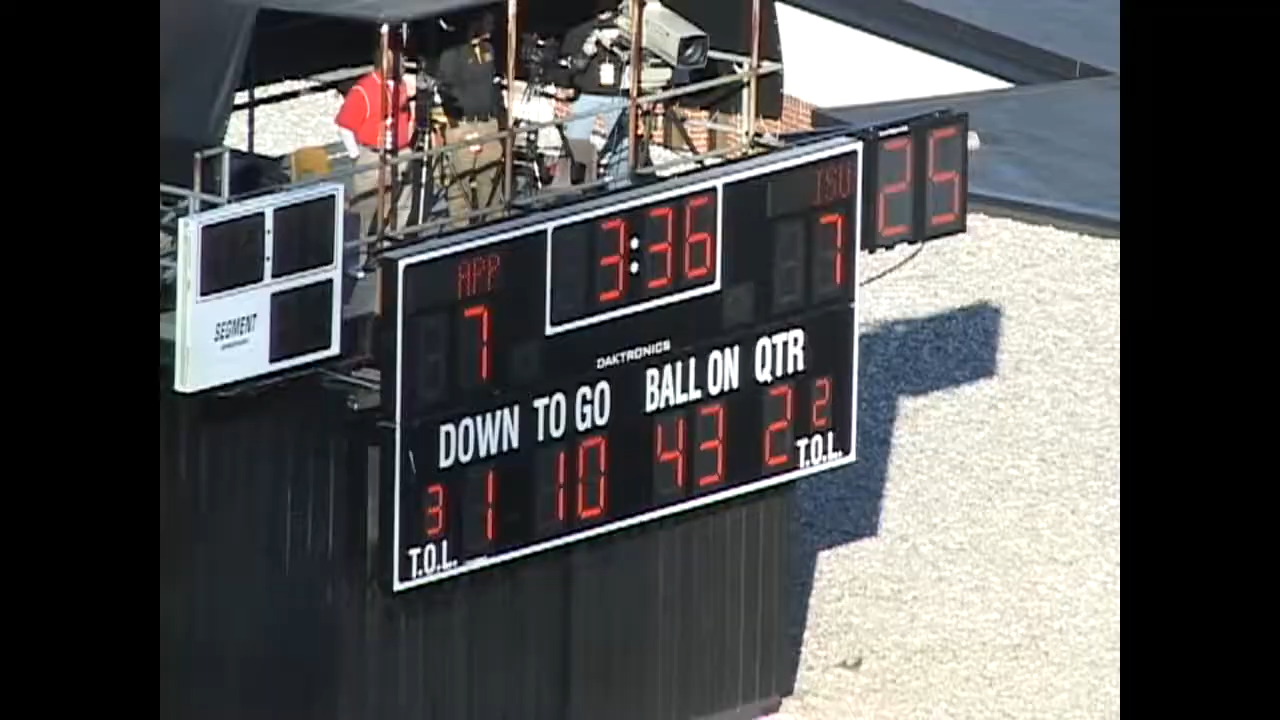 25
ISU
3:36
APP
7
7
SEGMENT
DAKTRONICS
DOWN TO GO BALL ON QTR
3 1 10 43 2 2
T.O.L.
T.O.L.